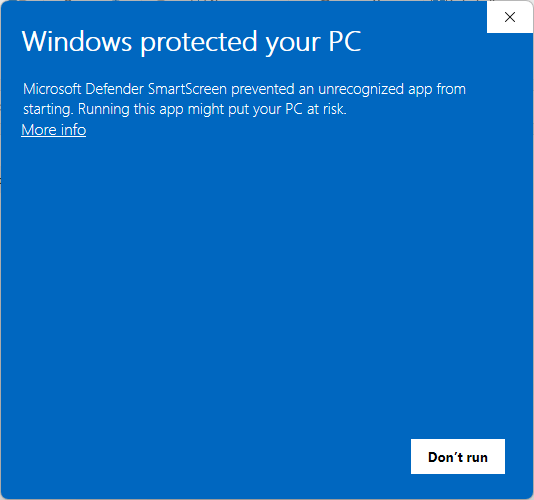 Windows protected your PC
Microsoft Defender SmartScreen prevented an unrecognized app from
starting. Running this app might put your PC at risk.
More info
Don't run